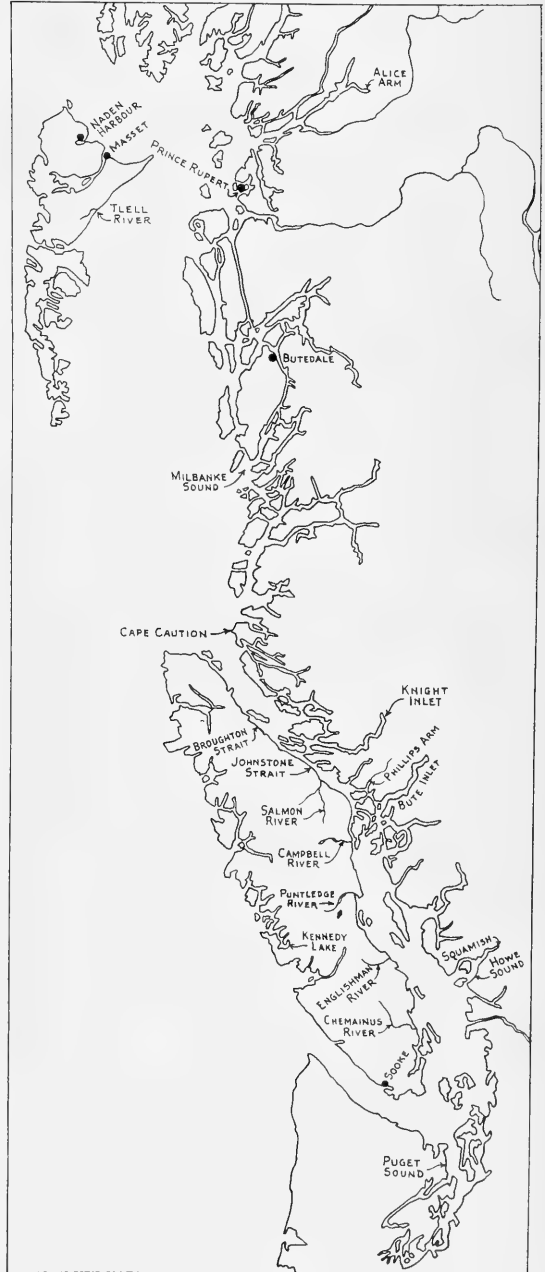 ALICE
ARM
NADEN
HARBOUR
MASSET
PRINCE RUPERT
TLELL
RIVER
BUTEDALE
MILBANKE
SOUND
CAPE CAUTION
KNIGHT
INLET
BROUGHTON
STRAIT
PHILLIPS ARM
JOHNSTONE
STRAIT
BUTE INLET
SALMON
RIVER
CAMPBELL
RIVER
PUNTLEDGE
RIVER
KENNEDY
LAKE
SQUAMISH
HOWE
SOUND
ENGLISHMAN
RIVER
CHEMAINUS
RIVER
SOOKE
PUGET
SOUND